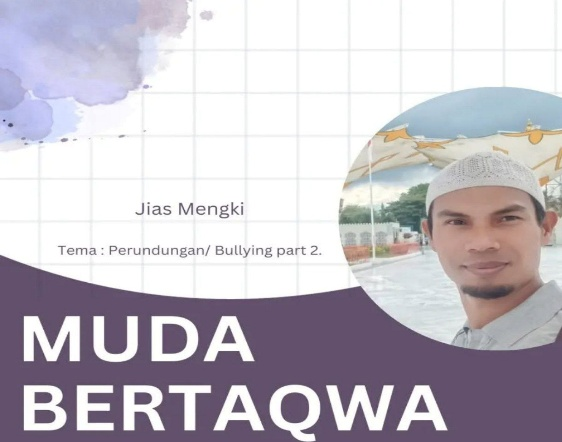 Jias Mengki
Tema : Perundungan/ Bullying part 2.
MUDA
BERTAQWA